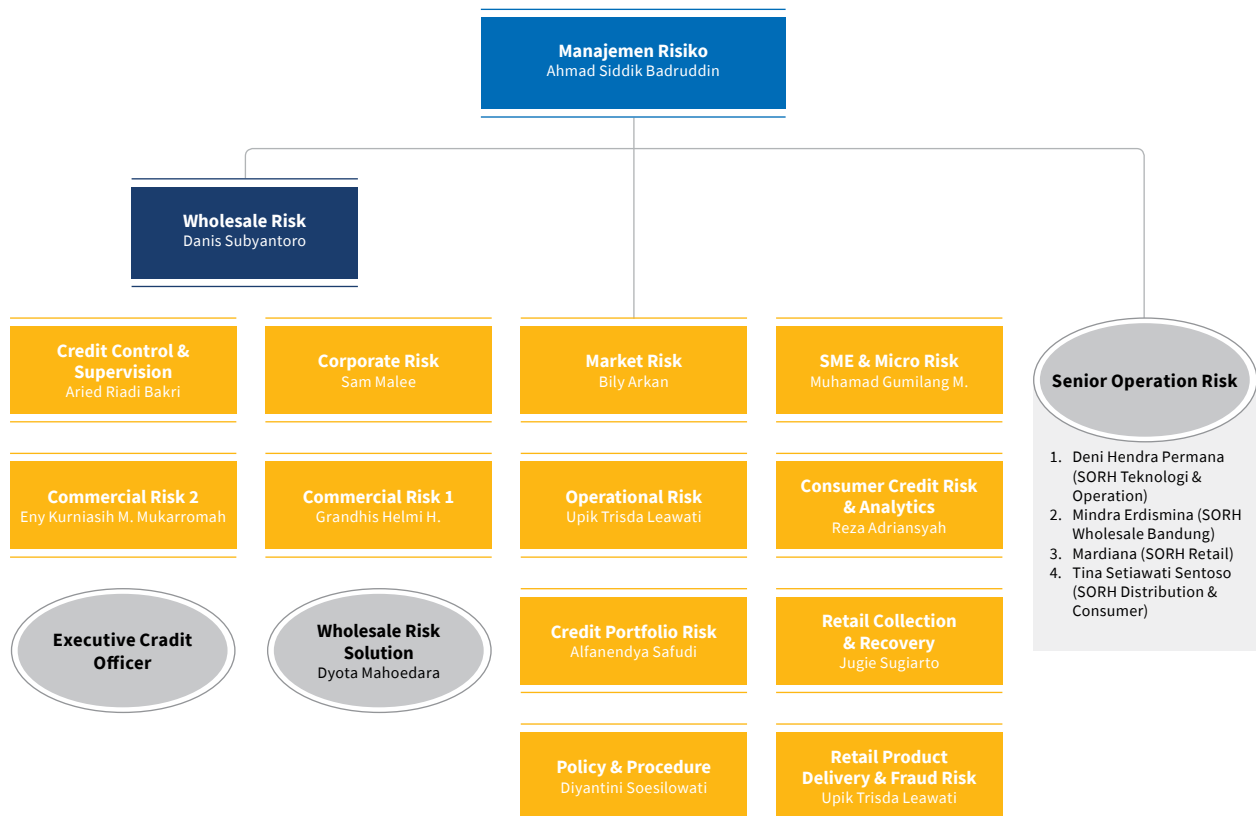 Manajemen Risiko
Ahmad Siddik Badruddin
Wholesale Risk
Danis Subyantoro
Credit Control &
Supervision
Aried Riadi Bakri
Corporate Risk
Sam Malee
Market Risk
Bily Arkan
SME & Micro Risk
Muhamad Gumilang M.
Senior Operation Risk
1. Deni Hendra Permana
(SORH Teknologi &
Operation)
2. Mindra Erdismina (SORH
Wholesale Bandung)
3. Mardiana (SORH Retail)
4. Tina Setiawati Sentoso
(SORH Distribution &
Consumer)
Commercial Risk 2
Eny Kurniasih M. Mukarromah
Commercial Risk 1
Grandhis Helmi H.
Operational Risk
Upik Trisda Leawati
Consumer Credit Risk
& Analytics
Reza Adriansyah
Executive Cradit
Officer
Wholesale Risk
Solution
Dyota Mahoedara
Credit Portfolio Risk
Alfanendya Safudi
Retail Collection
& Recovery
Jugie Sugiarto
Policy & Procedure
Diyantini Soesilowati
Retail Product
Delivery & Fraud Risk
Upik Trisda Leawati